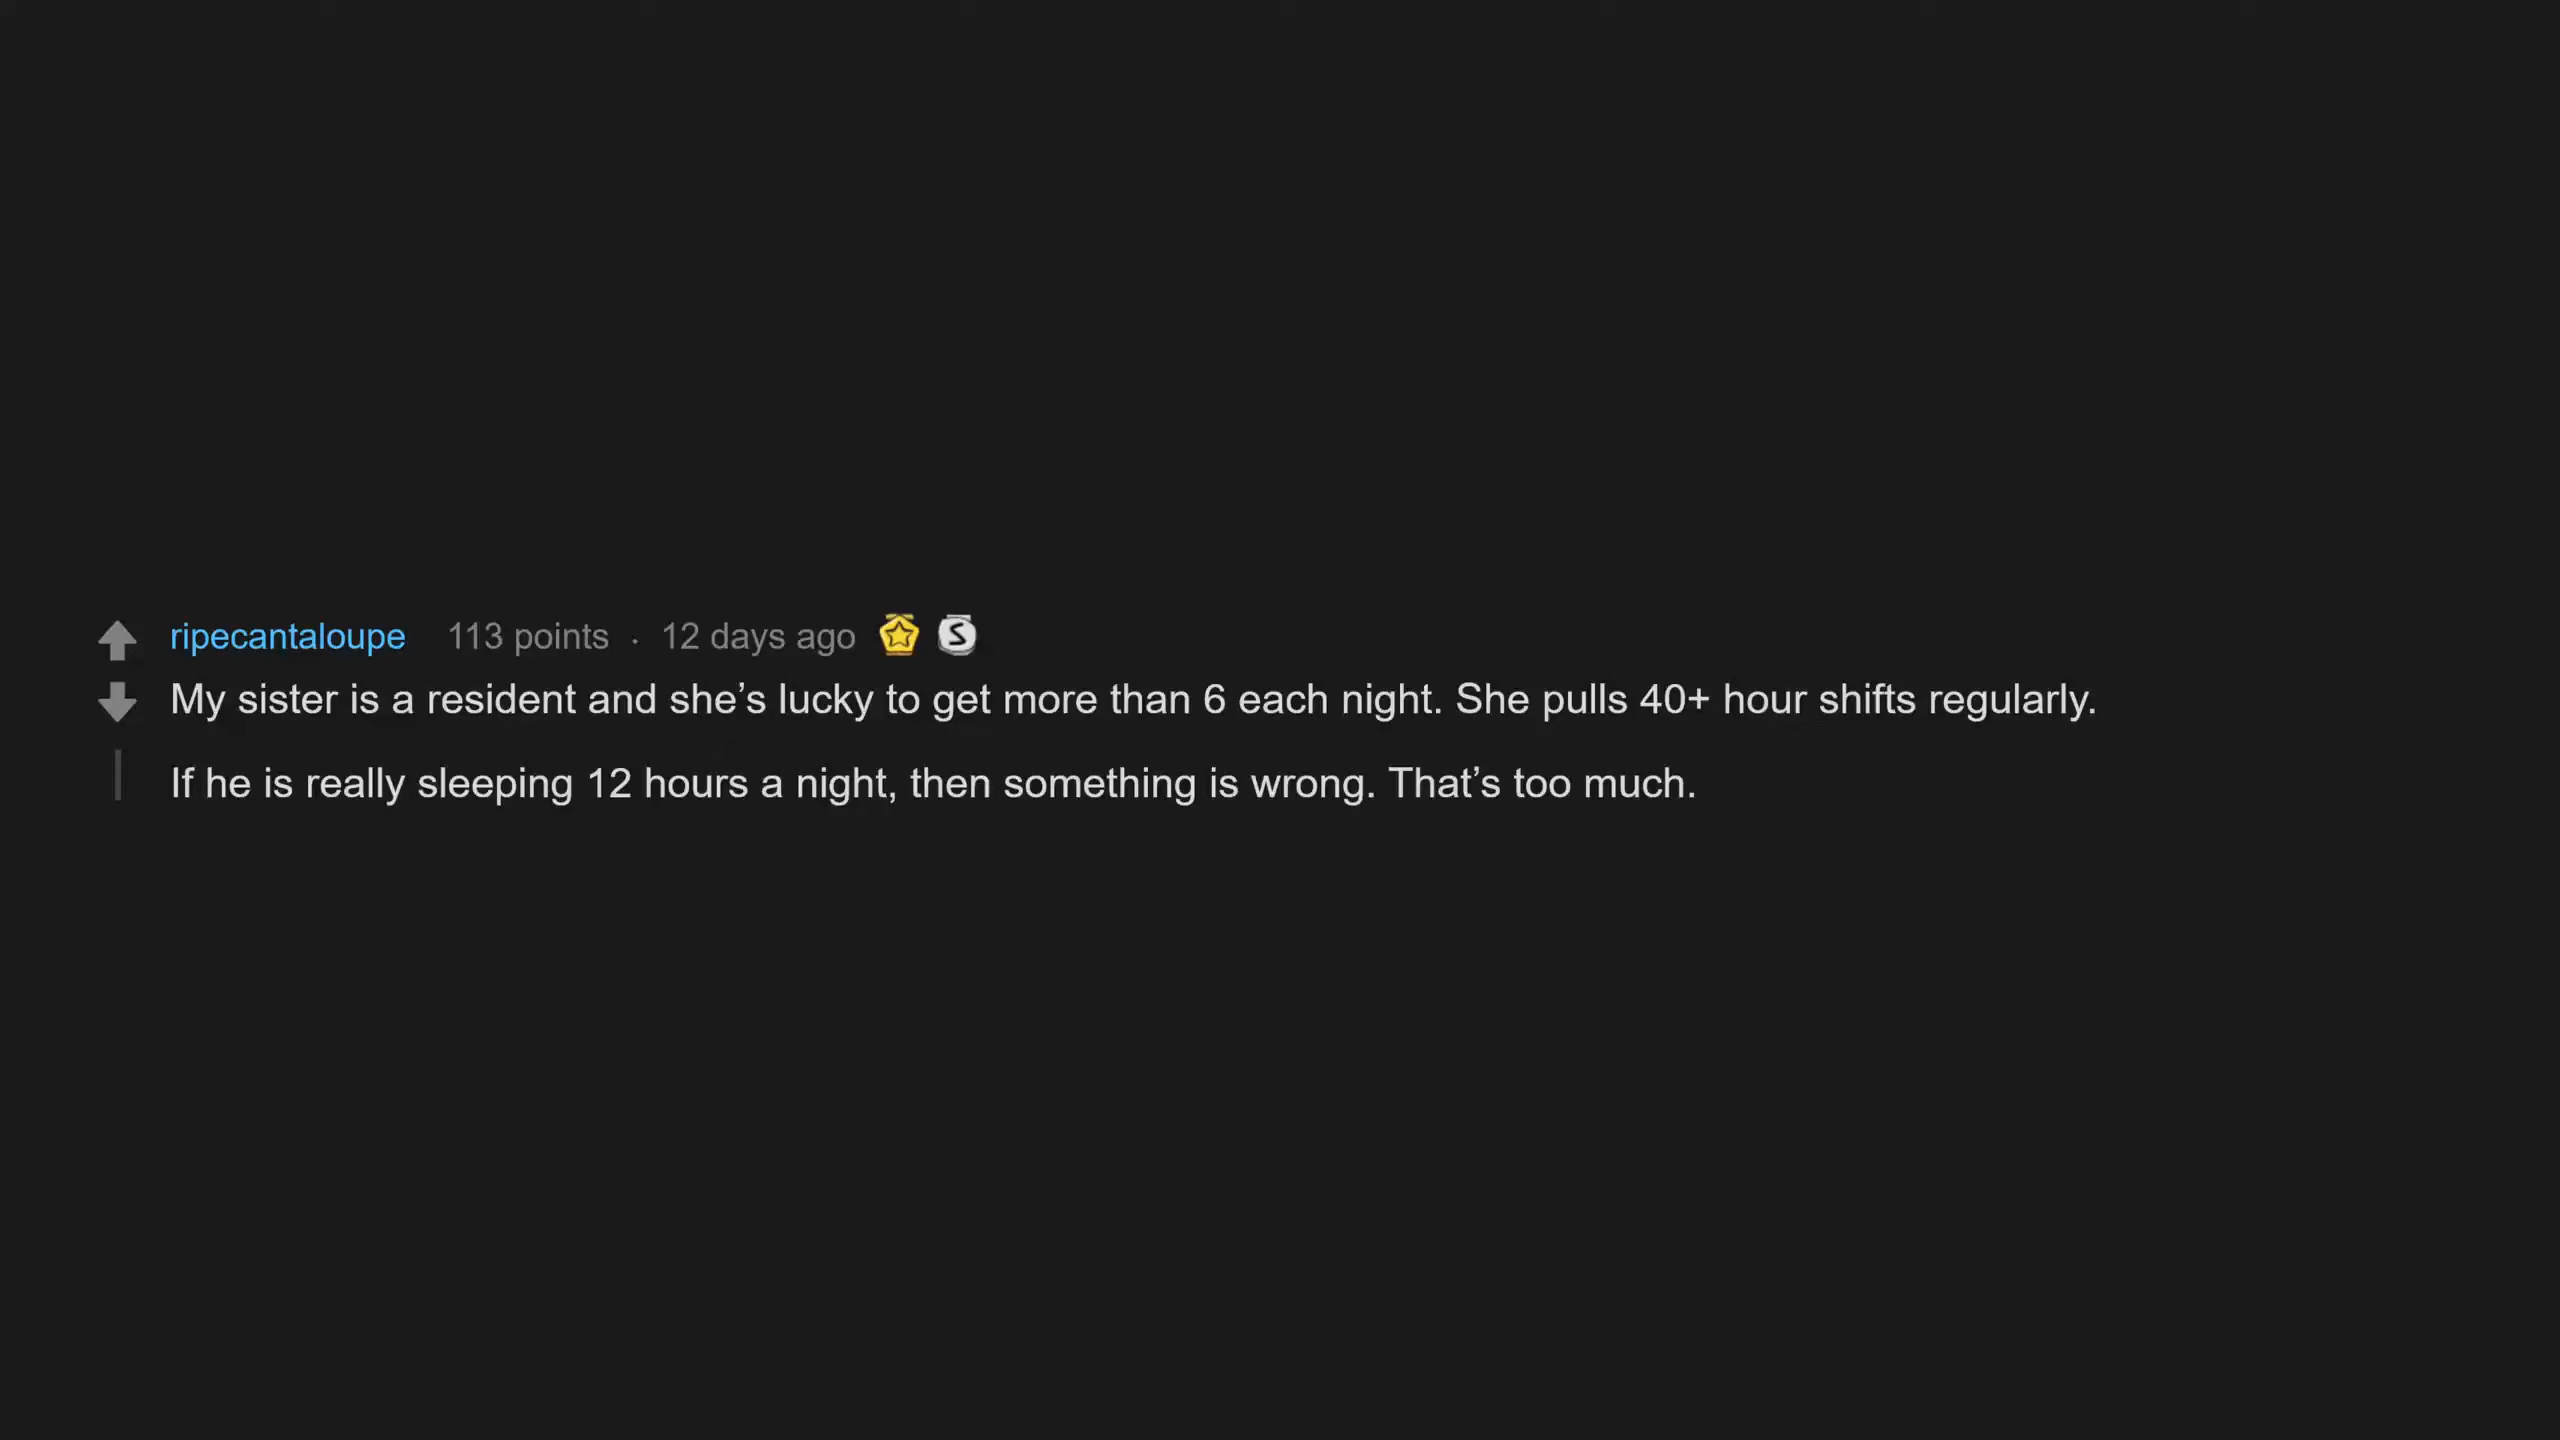 ripecantaloupe 113 points · 12 days ago S
My sister is a resident and she’s lucky to get more than 6 each night. She pulls 40+ hour shifts regularly.
If he is really sleeping 12 hours a night, then something is wrong. That’s too much.